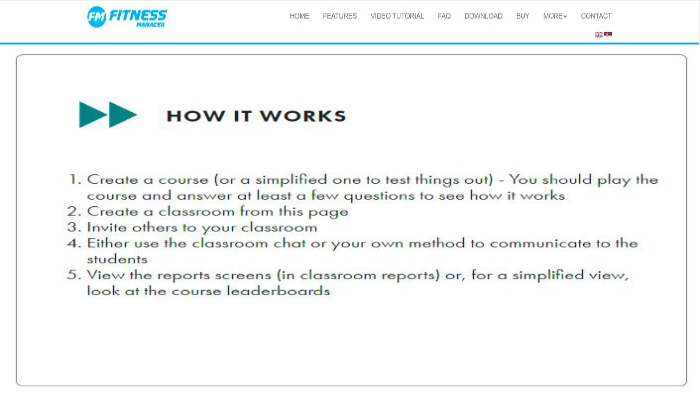 FM FITNESS
MANAGER
HOME FEATURES VIDEO TUTORIAL FAQ DOWNLOAD BUY MORE CONTACT
HOW IT WORKS
1. Create a course (or a simplified one to test things out) - You should play the
course and answer at least a few questions to see how it works
2. Create a classroom from this page
3. Invite others to your classroom
4. Either use the classroom chat or your own method to communicate to the
students
5. View the reports screens (in classroom reports) or, for a simplified view,
look at the course leaderboards